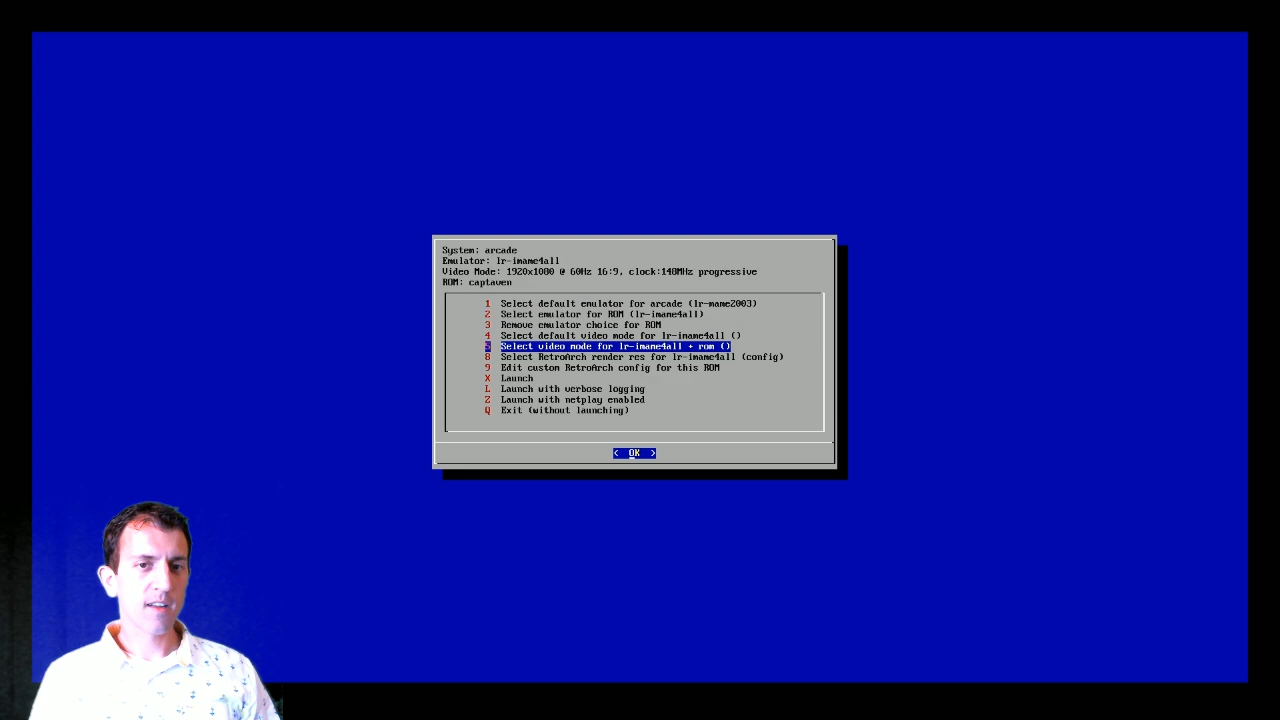 System: arcade
Emulator: lr-imame4all
Video Mode: 1920x1080 @ 60Hz 16:9, clock:148MHz progressive
ROM: captaven
1 Select default emulator for arcade (lr-mame2003)
2 Select emulator for ROM (lr-imame4all)
3 Remove emulator choice for ROM
4 Select default video mode for lr-imame4all ()
5 Select video mode for lr-imame4all + rom ()
8 Select RetroArch render res for lr-imame4all (config)
9 Edit custom RetroArch config for this ROM
X Launch
L Launch with verbose logging
Z Launch with netplay enabled
Q Exit (without launching)
< OK >